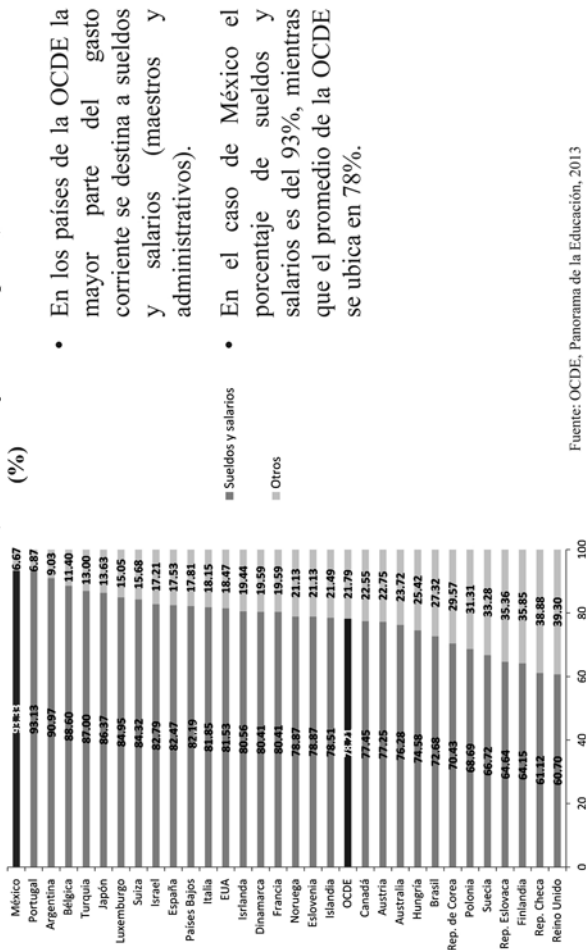 (%)
México 93.33 6.67
Portugal 93.13 6.87
Argentina 90.97 9.03
Bélgica 88.60 11.40
Turquia 87.00 13.00
Japón 86.37 13.63
Luxemburgo 84.95 15.05
Suiza 84.32 15.68
Israel 82.79 17.21
España 82.47 17.53
Países Bajos 82.19 17.81
Italia 81.85 18.15
EUA 81.53 18.47
Isrlanda 80.56 19.44
Dinamarca 80.41 19.59
Francia 80.41 19.59
Noruega 78.87 21.13
Eslovenia 78.87 21.13
Islandia 78.51 21.49
OCDE 78.21 21.79
Canadá 77.45 22.55
Austria 77.25 22.75
Australia 76.28 23.72
Hungría 74.58 25.42
Brasil 72.68 27.32
Rep. de Corea 70.43 29.57
Polonia 68.69 31.31
Suecia 66.72 33.28
Rep. Eslovaca 64.64 35.36
Finlandia 64.15 35.85
Rep. Checa 61.12 38.88
Reino Unido 60.70 39.30
0 20 40 60 80 100
Sueldos y salarios
Otros
• En los países de la OCDE la
mayor parte del gasto
corriente se destina a sueldos
y salarios (maestros y
administrativos).
• En el caso de México el
porcentaje de sueldos y
salarios es del 93%, mientras
que el promedio de la OCDE
se ubica en 78%.
Fuente: OCDE, Panorama de la Educación, 2013